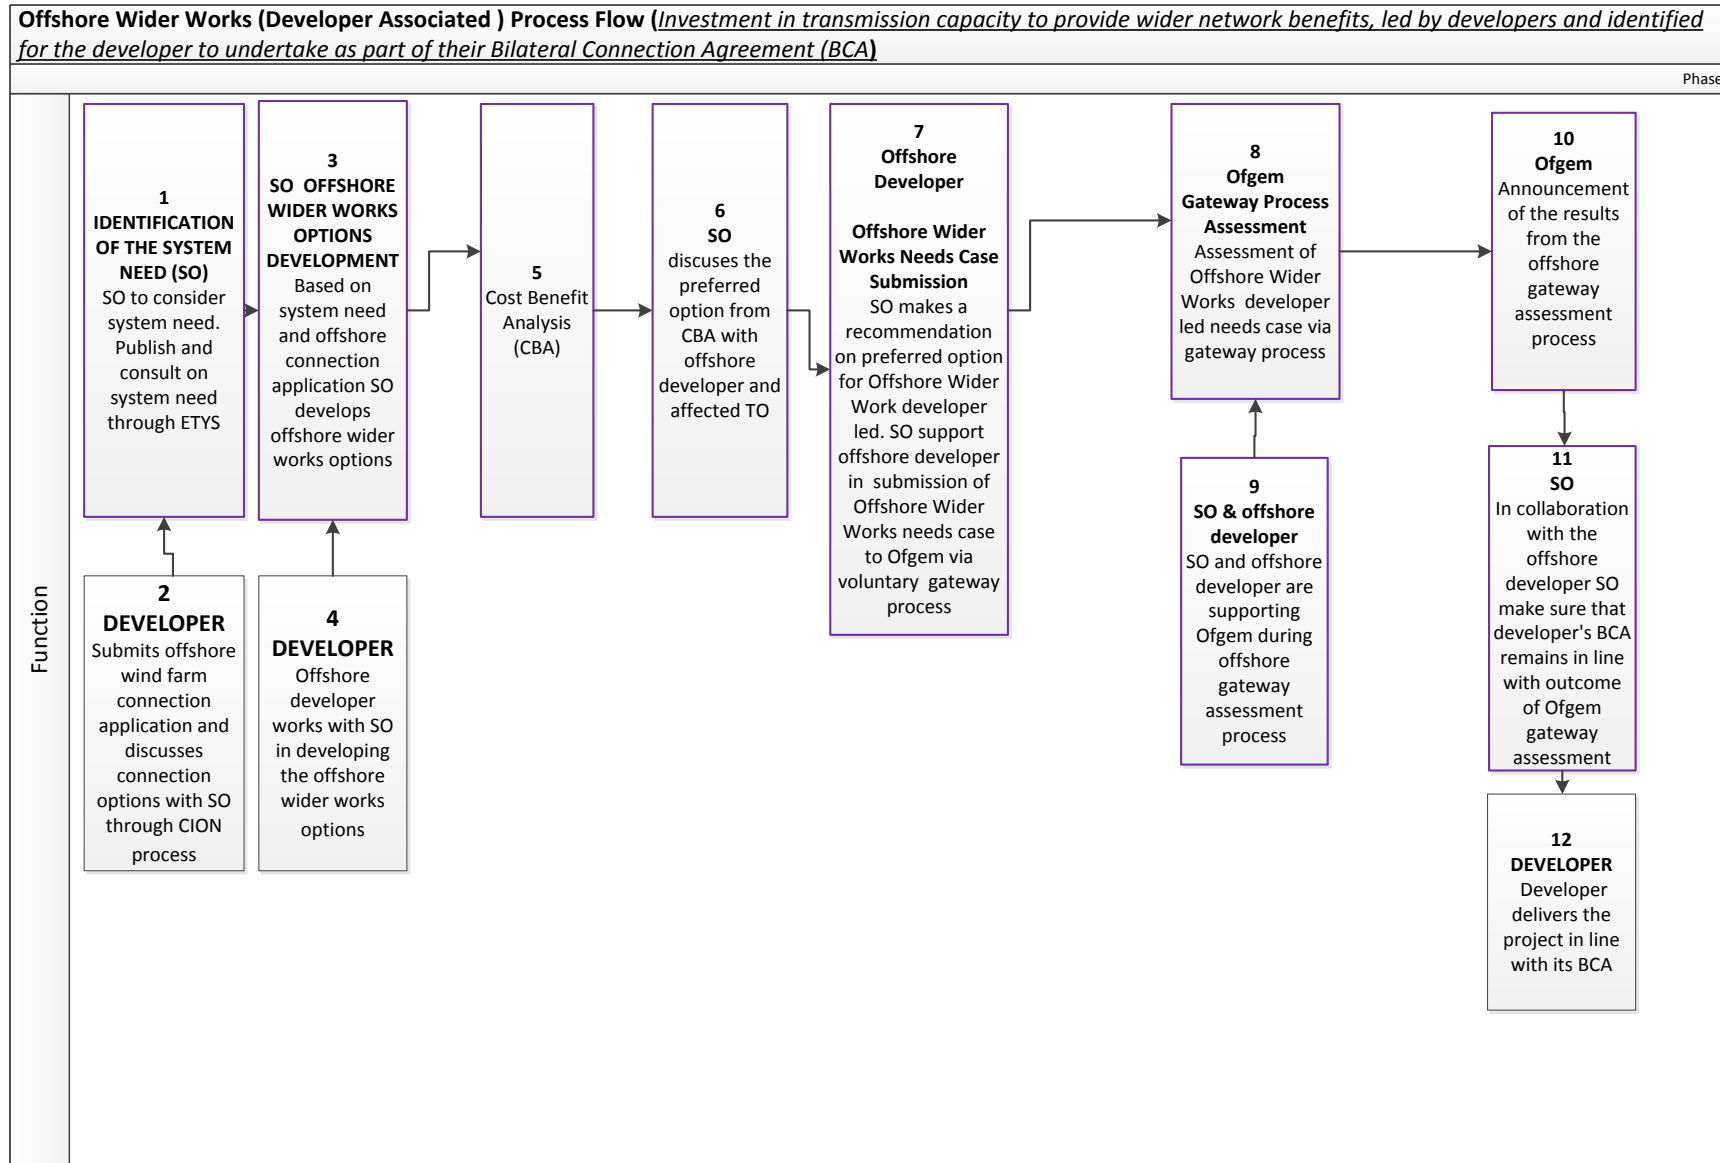 Offshore Wider Works (Developer Associated ) Process Flow (Investment in transmission capacity to provide wider network benefits, led by developers and identified
for the developer to undertake as part of their Bilateral Connection Agreement (BCA)
Phase
Function
1
IDENTIFICATION
OF THE SYSTEM
NEED (SO)
SO to consider
system need.
Publish and
consult on
system need
through ETYS
2
DEVELOPER
Submits offshore
wind farm
connection
application and
discusses
connection
options with SO
through CION
process
3
SO OFFSHORE
WIDER WORKS
OPTIONS
DEVELOPMENT
Based on
system need
and offshore
connection
application SO
develops
offshore wider
works options
4
DEVELOPER
Offshore
developer
works with SO
in developing
the offshore
wider works
options
5
Cost Benefit
Analysis
(CBA)
6
SO
discuses the
preferred
option from
CBA with
offshore
developer and
affected TO
7
Offshore
Developer
Offshore Wider
Works Needs Case
Submission
SO makes a
recommendation
on preferred option
for Offshore Wider
Work developer
led. SO support
offshore developer
in submission of
Offshore Wider
Works needs case
to Ofgem via
voluntary gateway
process
8
Ofgem
Gateway Process
Assessment
Assessment of
Offshore Wider
Works developer
led needs case via
gateway process
9
SO & offshore
developer
SO and offshore
developer are
supporting
Ofgem during
offshore
gateway
assessment
process
10
Ofgem
Announcement
of the results
from the
offshore
gateway
assessment
process
11
SO
In collaboration
with the
offshore
developer SO
make sure that
developer's BCA
remains in line
with outcome
of Ofgem
gateway
assessment
12
DEVELOPER
Developer
delivers the
project in line
with its BCA